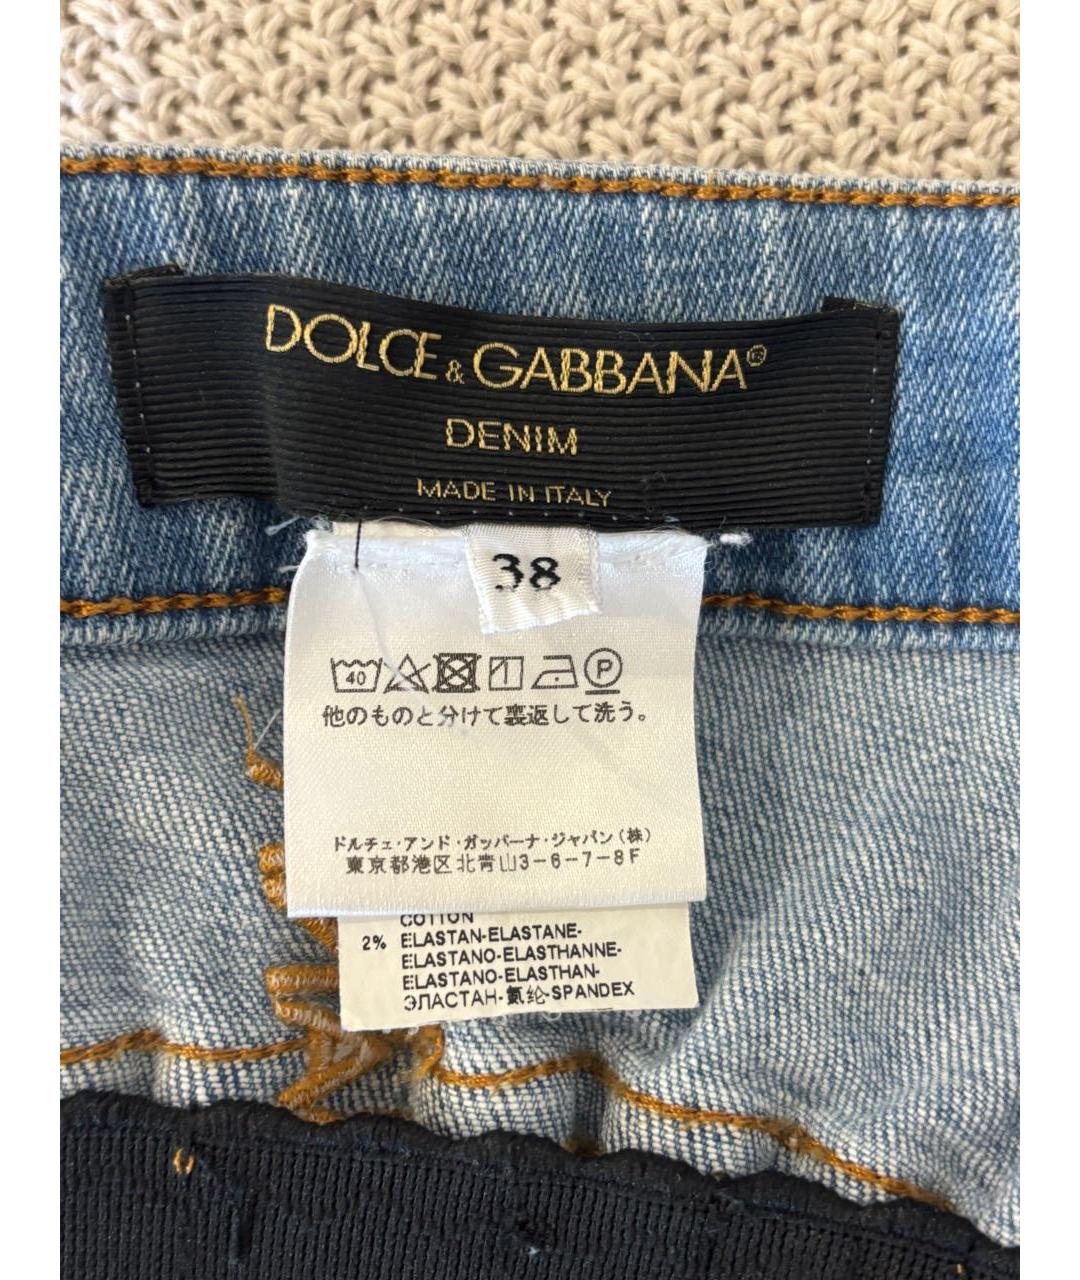 DOLCE & GABBANA®
DENIM
MADE IN ITALY
38
40 P
他のものと分けて裏返して洗う。
ドルチェ・アンド・ガッバーナ・ジャパン(株)
東京都港区北青山3-6-7-8F
COTTON
2% ELASTAN-ELASTANE-
ELASTANO-ELASTHANNE-
ELASTANO-ELASTHAN-
ЭЛАСТАН-氨纶-SPANDEX